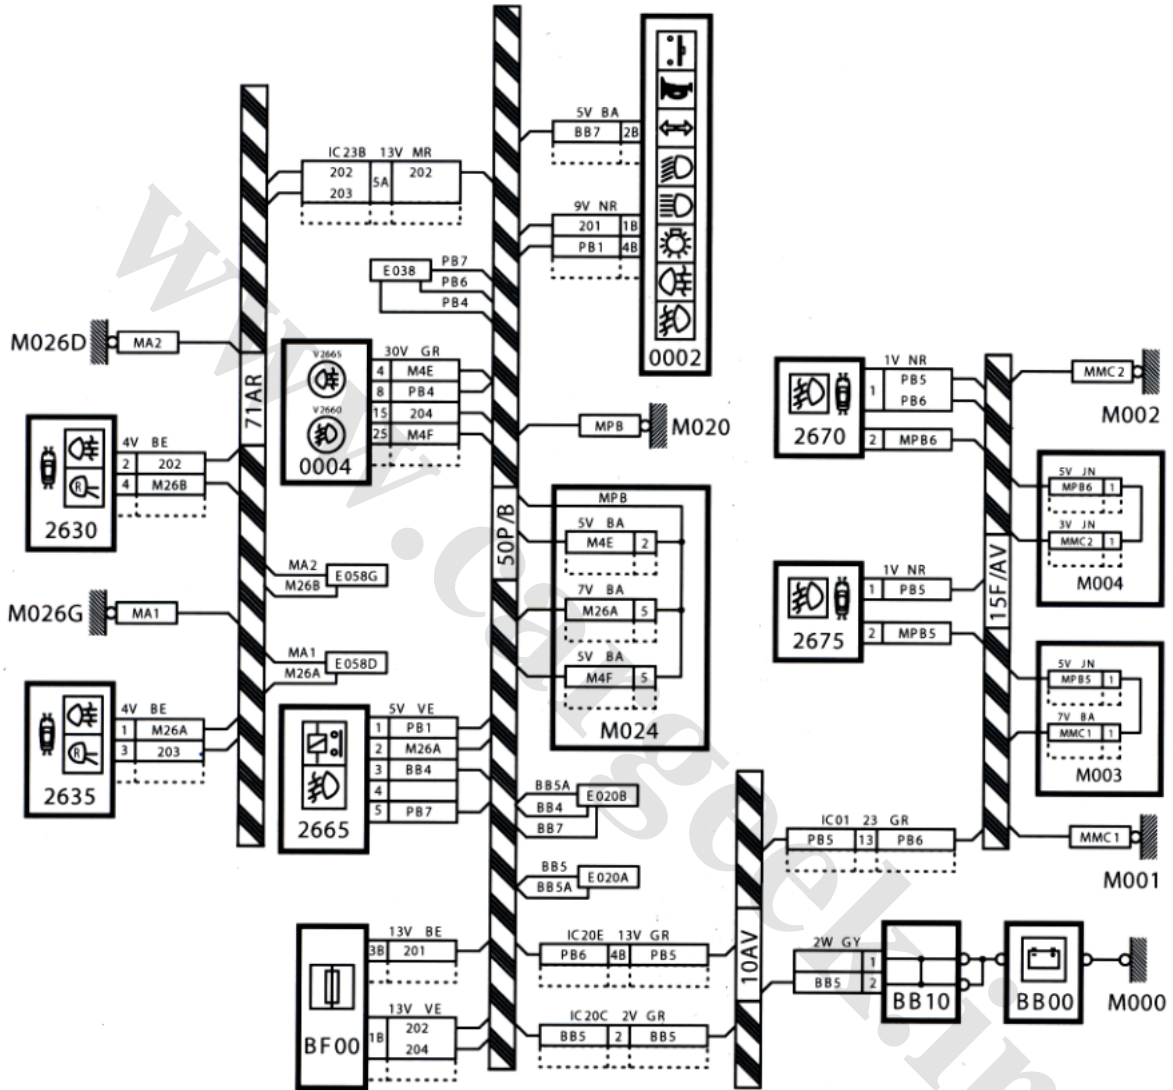 5V BA
BB7 2B
9V NR
201 1B
PB1 4B
0002
IC23B 13V MR
202 5A 202
203
E038
PB7
PB6
PB4
M026D MA2
71AR
V2665
V2660
0004
30V GR
4 M4E
8 PB4
15 204
25 M4F
MPB M020
2630
4V BE
2 202
4 M26B
R
MA2
M26B
E058G
M026G MA1
MA1
M26A
E058D
2635
4V BE
1 M26A
3 203
R
50P/B
MPB
5V BA
M4E 2
7V BA
M26A 5
5V BA
M4F 5
M024
2665
5V VE
1 PB1
2 M26A
3 BB4
4
5 PB7
BB5A
BB4
BB7
E020B
BB5
BB5A
E020A
BF00
13V BE
3B 201
13V VE
1B 202
204
IC20E 13V GR
PB6 4B PB5
IC20C 2V GR
BB5 2 BB5
10AV
IC01 23 GR
PB5 13 PB6
2670
1V NR
1 PB5
PB6
2 MPB6
2675
1V NR
1 PB5
2 MPB5
15F/AV
MMC2
M002
5V JN
MPB6 1
3V JN
MMC2 1
M004
5V JN
MPB5 1
7V BA
MMC1 1
M003
MMC1
M001
2W GY
1
BB5 2
BB10
BB00
M000
www.cargeek.in